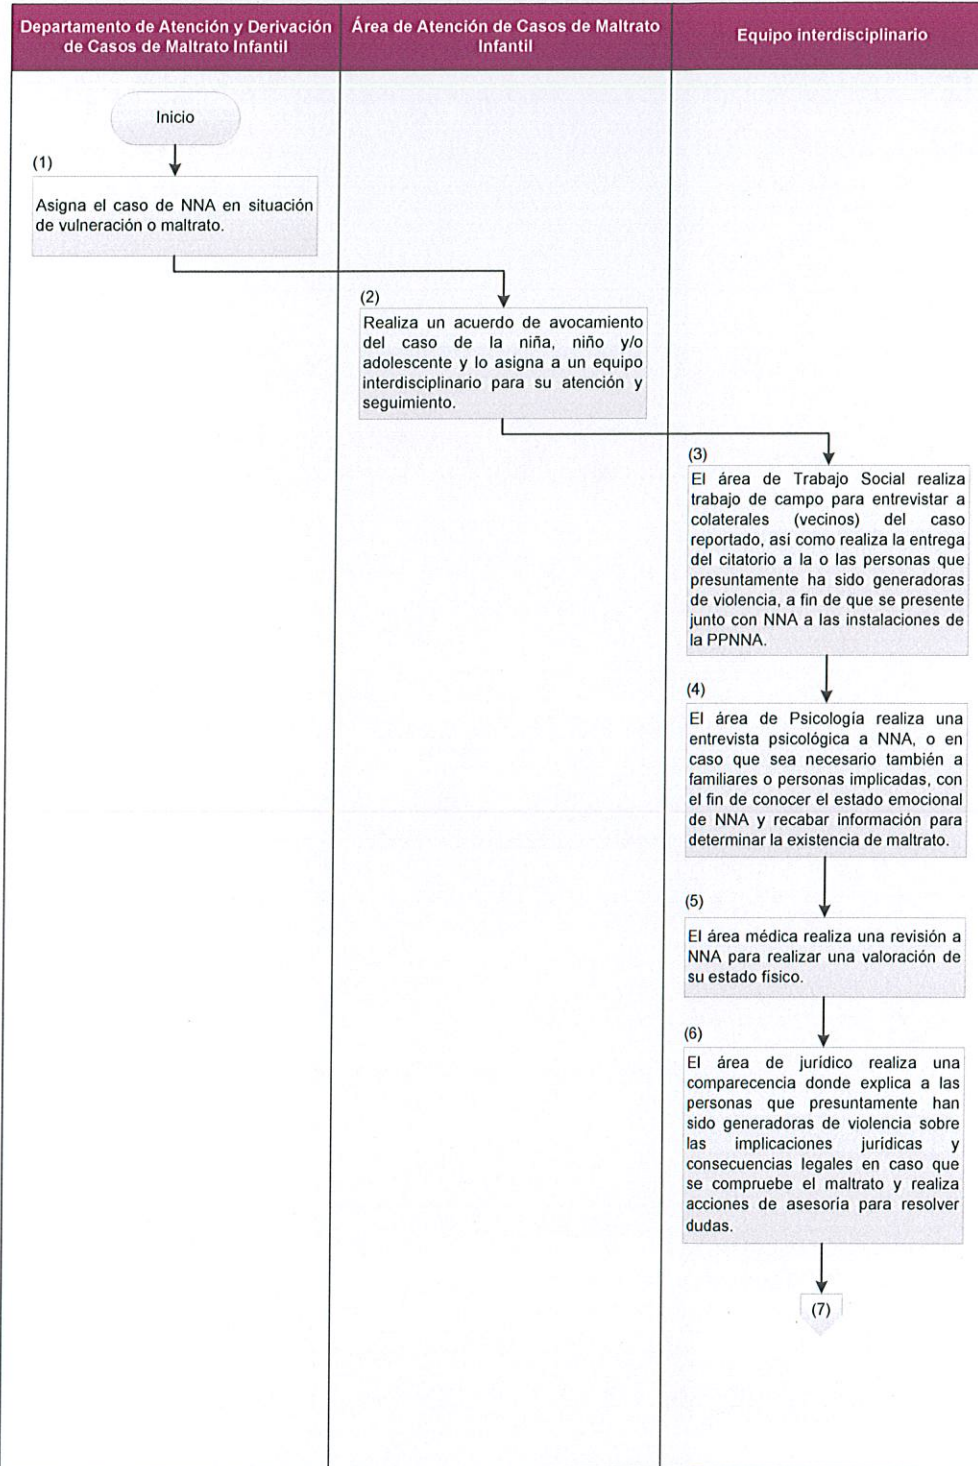 Departamento de Atención y Derivación
de Casos de Maltrato Infantil
Área de Atención de Casos de Maltrato
Infantil
Equipo interdisciplinario
Inicio
(1)
Asigna el caso de NNA en situación
de vulneración o maltrato.
(2)
Realiza un acuerdo de avocamiento
del caso de la niña, niño y/o
adolescente y lo asigna a un equipo
interdisciplinario para su atención y
seguimiento.
(3)
El área de Trabajo Social realiza
trabajo de campo para entrevistar a
colaterales (vecinos) del caso
reportado, así como realiza la entrega
del citatorio a la o las personas que
presuntamente ha sido generadoras
de violencia, a fin de que se presente
junto con NNA a las instalaciones de
la PPNNA.
(4)
El área de Psicología realiza una
entrevista psicológica a NNA, o en
caso que sea necesario también a
familiares o personas implicadas, con
el fin de conocer el estado emocional
de NNA y recabar información para
determinar la existencia de maltrato.
(5)
El área médica realiza una revisión a
NNA para realizar una valoración de
su estado físico.
(6)
El área de jurídico realiza una
comparecencia donde explica a las
personas que presuntamente han
sido generadoras de violencia sobre
las implicaciones jurídicas y
consecuencias legales en caso que
se compruebe el maltrato y realiza
acciones de asesoría para resolver
dudas.
(7)